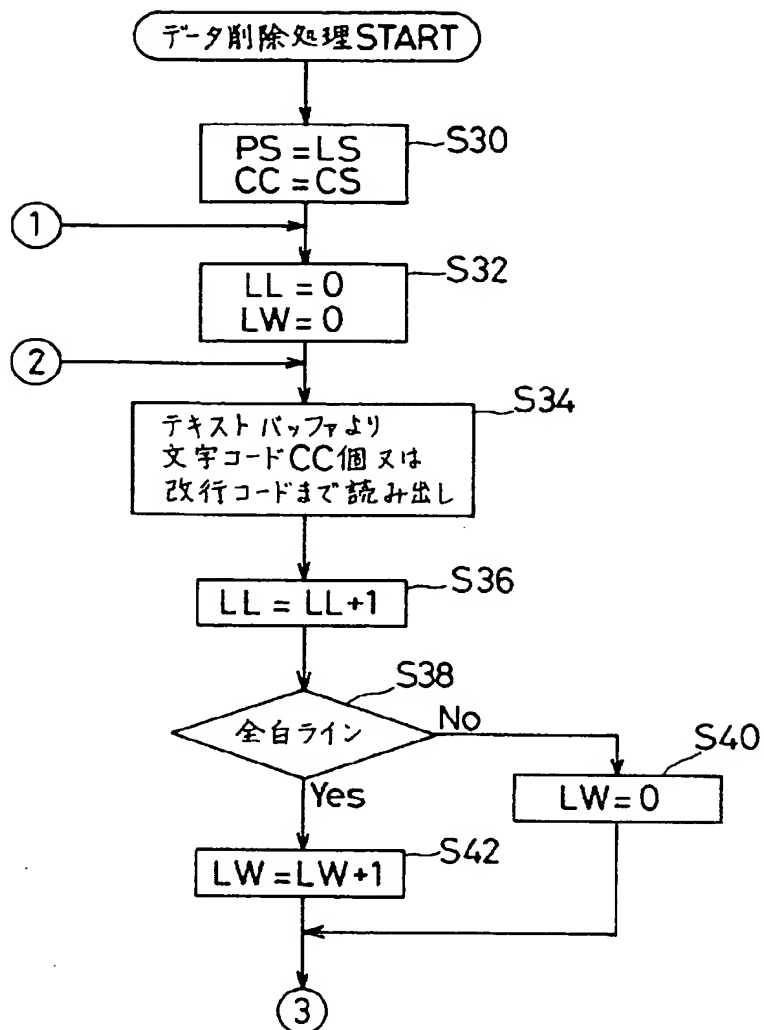 データ削除処理START
PS=LS
CC=CS
S30
①
LL=0
LW=0
S32
②
テキストバッファより
文字コードCC個又は
改行コードまで読み出し
S34
LL=LL+1
S36
全白ライン
S38
No
Yes
LW=0
S40
LW=LW+1
S42
③